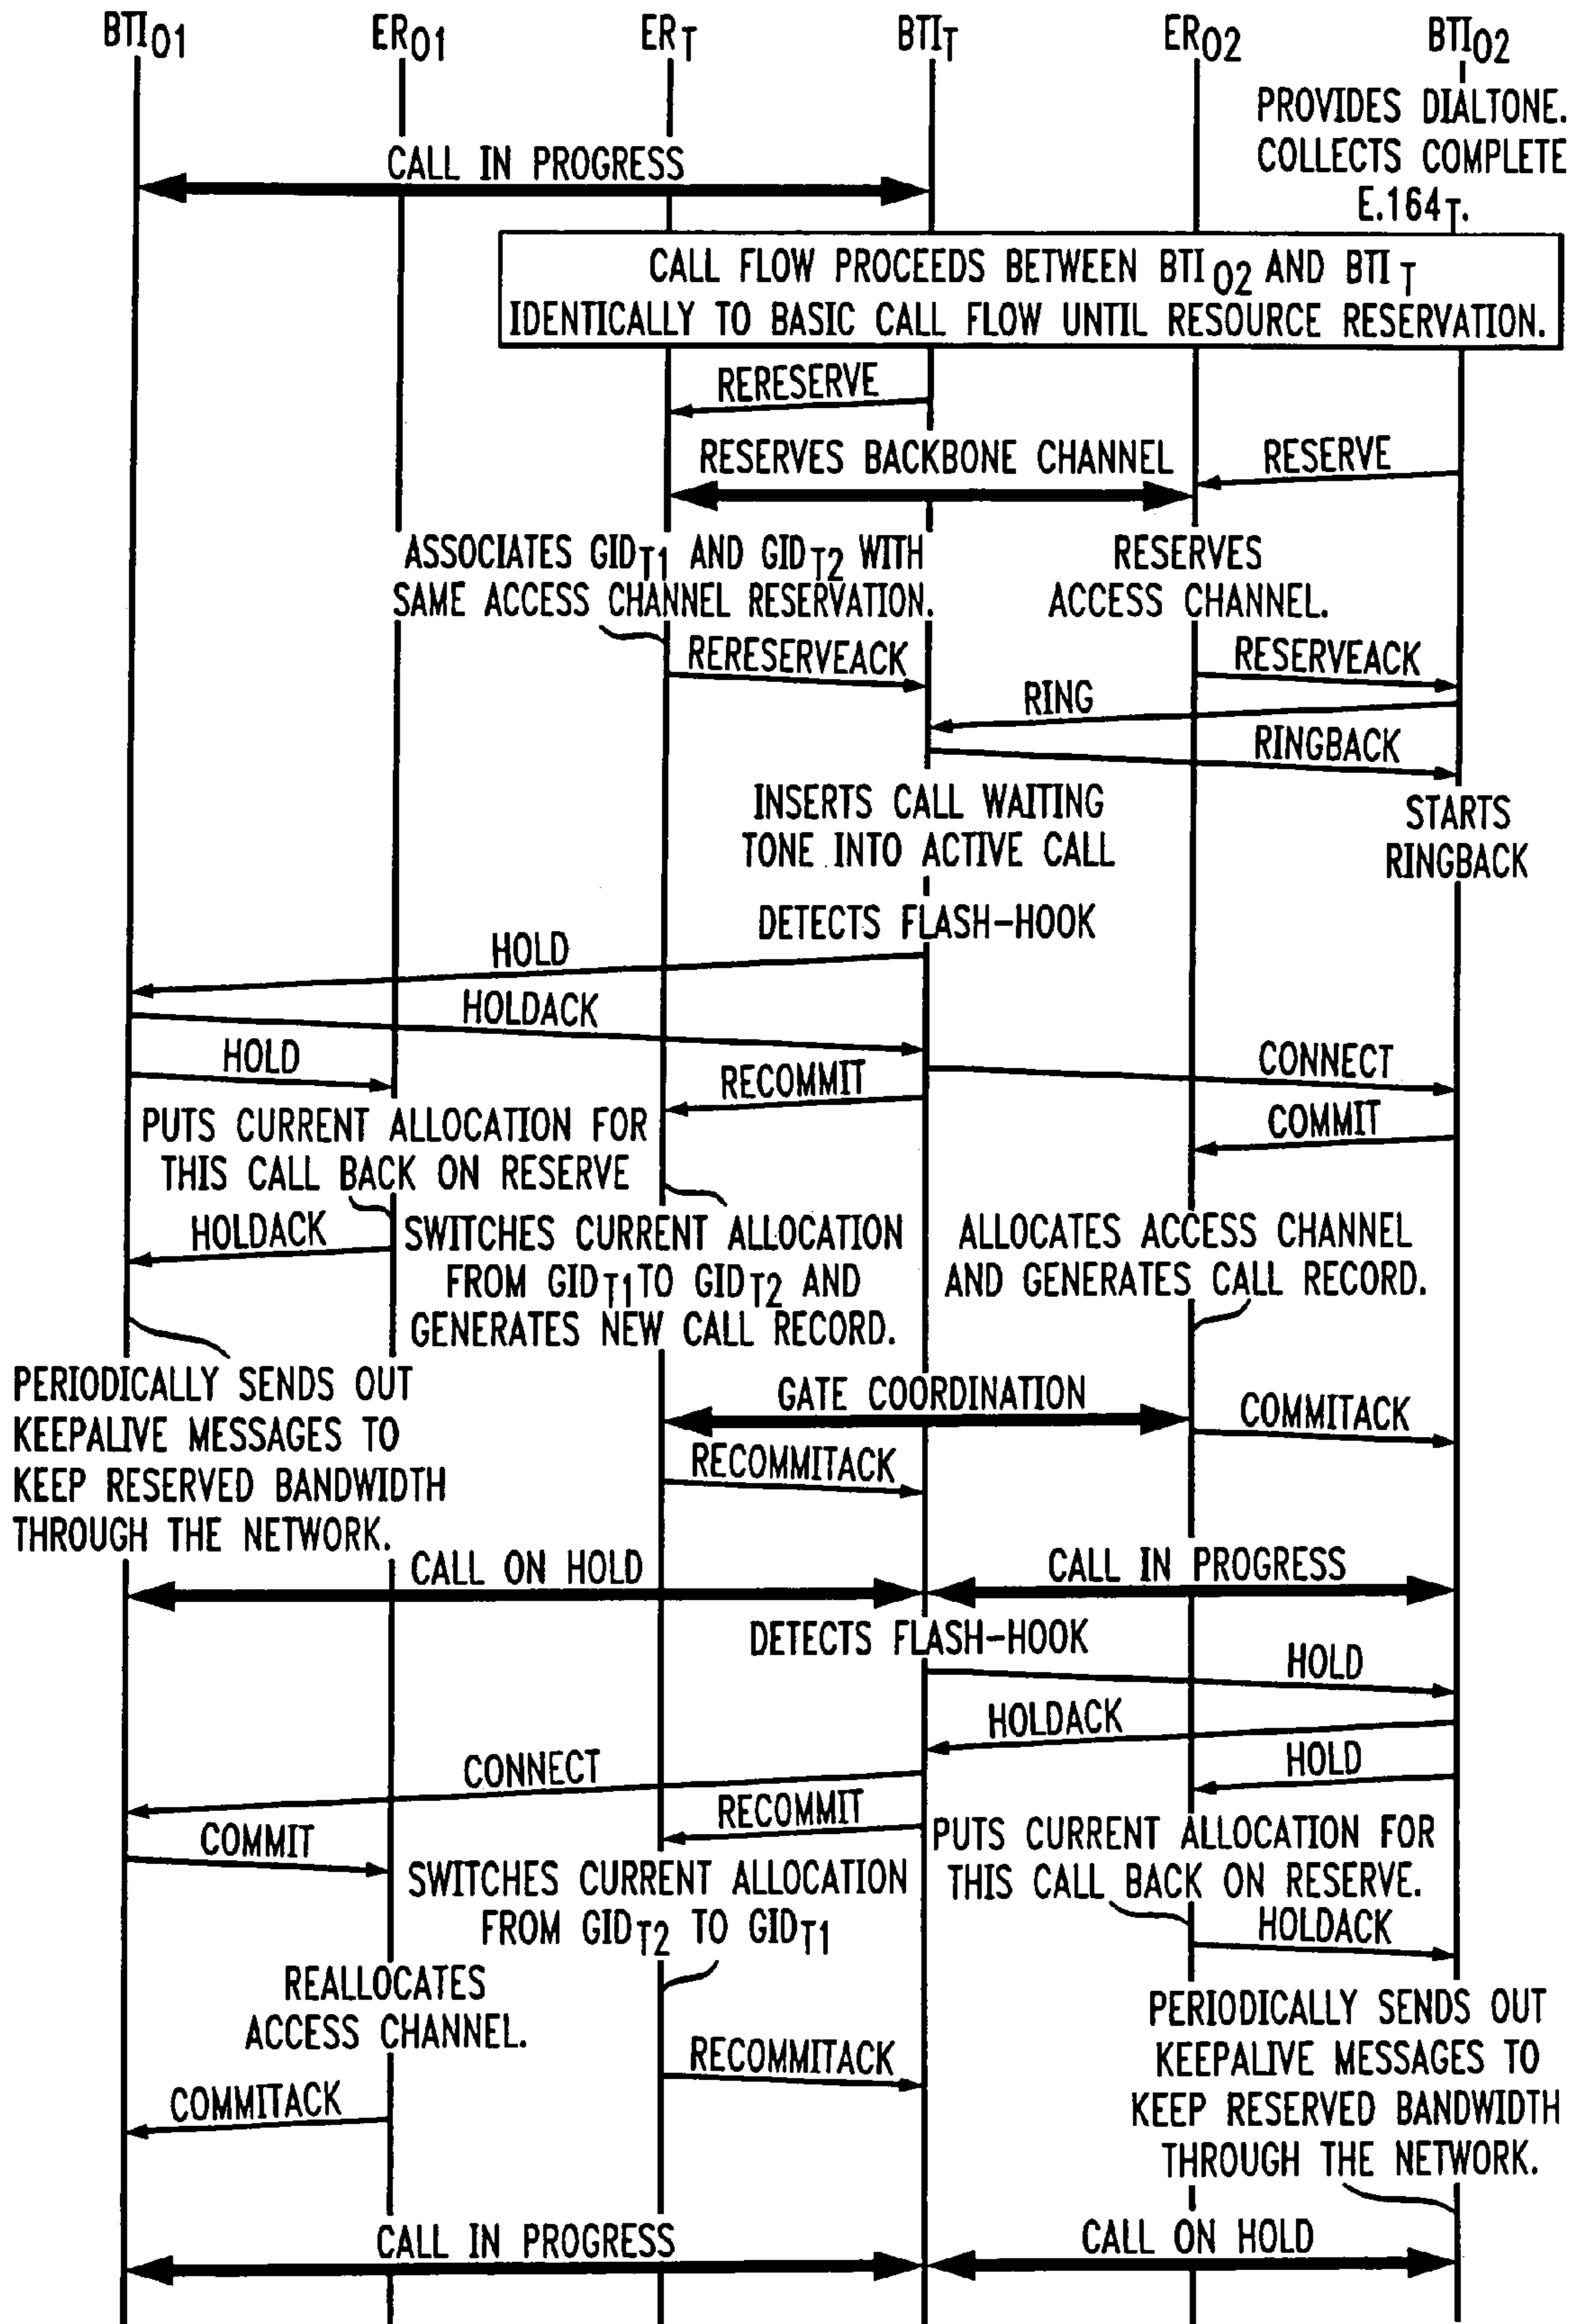 BTI01 ER01 ERT BTIT ER02 BTI02
PROVIDES DIALTONE.
COLLECTS COMPLETE
E.164T.
CALL IN PROGRESS
CALL FLOW PROCEEDS BETWEEN BTI02 AND BTIT
IDENTICALLY TO BASIC CALL FLOW UNTIL RESOURCE RESERVATION.
RERESERVE
RESERVES BACKBONE CHANNEL
RESERVE
ASSOCIATES GIDT1 AND GIDT2 WITH
SAME ACCESS CHANNEL RESERVATION.
RESERVES
ACCESS CHANNEL.
RERESERVEACK
RESERVEACK
RING
RINGBACK
INSERTS CALL WAITING
TONE INTO ACTIVE CALL
STARTS
RINGBACK
DETECTS FLASH-HOOK
HOLD
HOLDACK
HOLD
CONNECT
RECOMMIT
COMMIT
PUTS CURRENT ALLOCATION FOR
THIS CALL BACK ON RESERVE
HOLDACK
SWITCHES CURRENT ALLOCATION
FROM GIDT1 TO GIDT2 AND
GENERATES NEW CALL RECORD.
ALLOCATES ACCESS CHANNEL
AND GENERATES CALL RECORD.
PERIODICALLY SENDS OUT
KEEPALIVE MESSAGES TO
KEEP RESERVED BANDWIDTH
THROUGH THE NETWORK.
GATE COORDINATION
COMMITACK
RECOMMITACK
CALL ON HOLD
CALL IN PROGRESS
DETECTS FLASH-HOOK
HOLD
HOLDACK
HOLD
CONNECT
RECOMMIT
COMMIT
PUTS CURRENT ALLOCATION FOR
THIS CALL BACK ON RESERVE.
SWITCHES CURRENT ALLOCATION
FROM GIDT2 TO GIDT1
HOLDACK
REALLOCATES
ACCESS CHANNEL.
PERIODICALLY SENDS OUT
KEEPALIVE MESSAGES TO
KEEP RESERVED BANDWIDTH
THROUGH THE NETWORK.
RECOMMITACK
COMMITACK
CALL IN PROGRESS
CALL ON HOLD